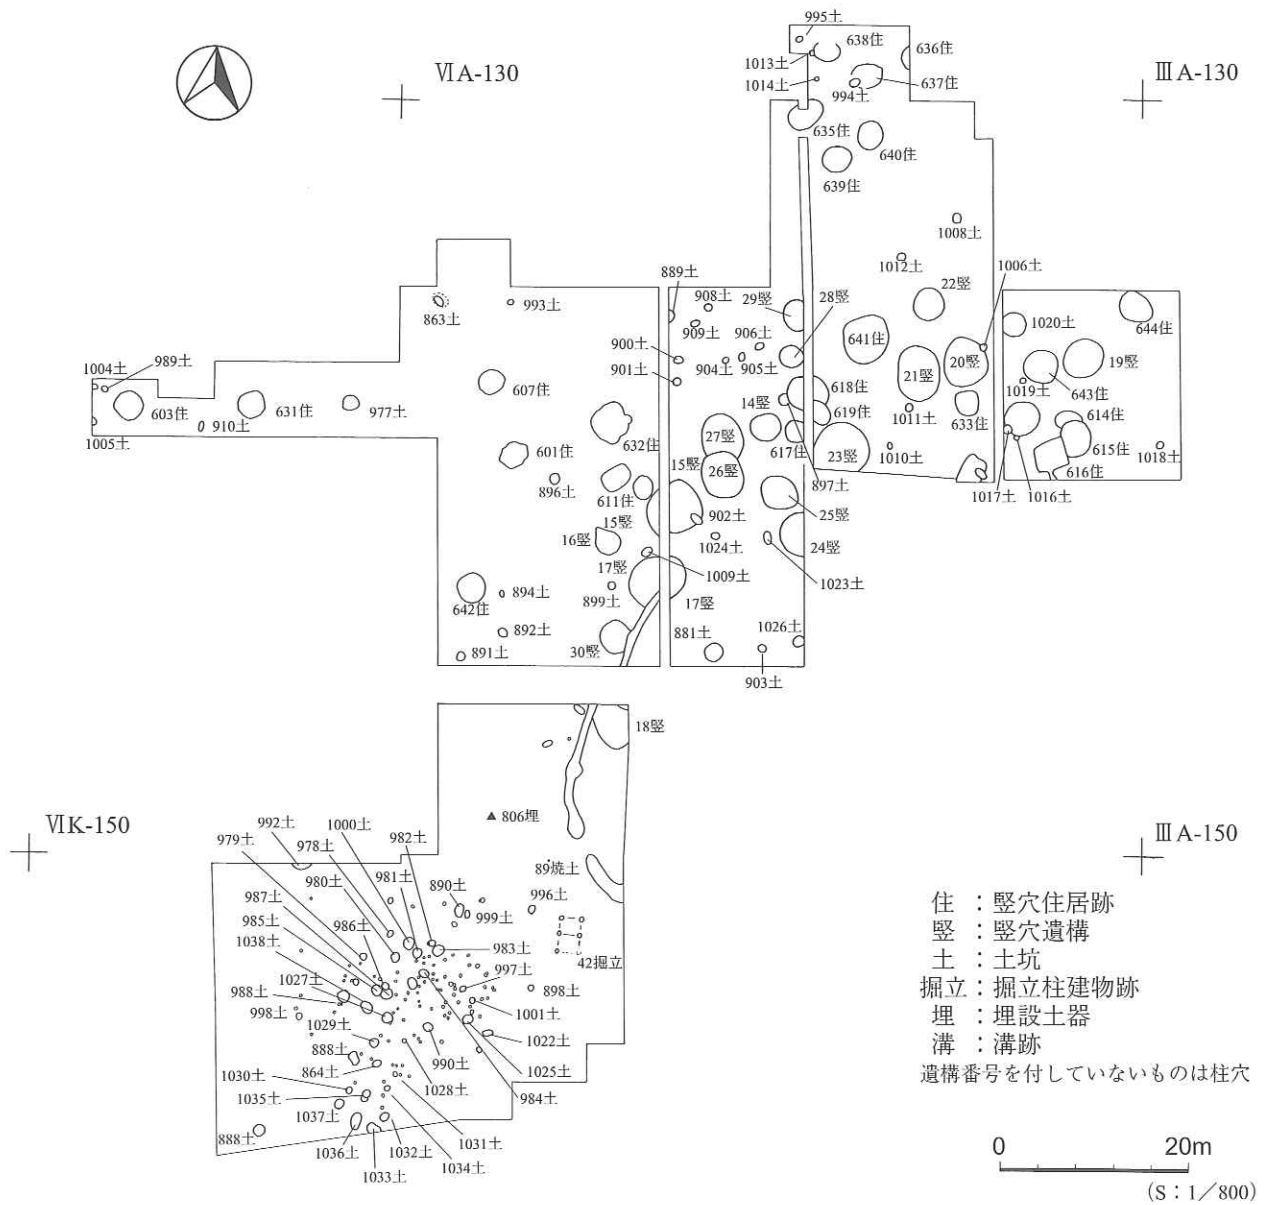 995土
638住
636住
1013土
ⅥA-130
1014土
994土
637住
ⅢA-130
635住
640住
639住
1008土
1012土
1006土
889土
908土
29竪
28竪
22竪
863土
993土
909土
906土
1020土
644住
900土
641住
1004土
989土
901土
904土
905土
21竪
20竪
19竪
603住
631住
977土
607住
618住
1019土
643住
14竪
619住
1011土
633住
614住
910土
1005土
632住
27竪
617住
23竪
1010土
615住
1018土
601住
15竪
26竪
616住
896土
611住
897土
1017土
1016土
15竪
902土
25竪
16竪
1024土
24竪
17竪
1009土
1023土
642住
894土
899土
17竪
892土
881土
1026土
891土
30竪
903土
18竪
ⅥK-150
806埋
ⅢA-150
992土
1000土
982土
979土
978土
981土
89焼土
980土
890土
996土
987土
999土
985土
986土
1038土
983土
42掘立
1027土
997土
988土
898土
998土
1001土
1029土
1022土
888土
990土
864土
1025土
1030土
1028土
1035土
984土
1037土
888土
1036土
1032土
1031土
1033土
1034土
住 ：竪穴住居跡
竪 ：竪穴遺構
土 ：土坑
掘立：掘立柱建物跡
埋 ：埋設土器
溝 ：溝跡
遺構番号を付していないものは柱穴
0 20m
(S：1／800)